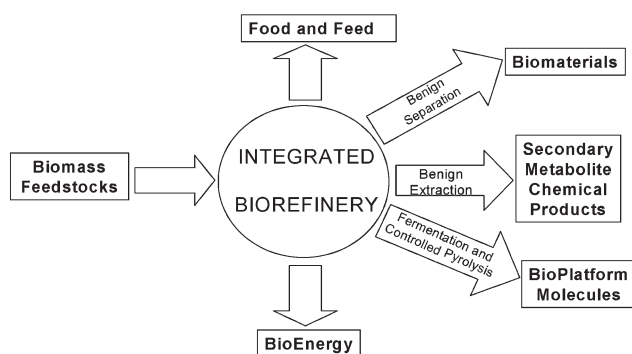 Food and Feed
Biomaterials
Benign
Separation
INTEGRATED
BIOREFINERY
Biomass
Feedstocks
Benign
Extraction
Secondary
Metabolite
Chemical
Products
Fermentation and
Controlled Pyrolysis
BioPlatform
Molecules
BioEnergy